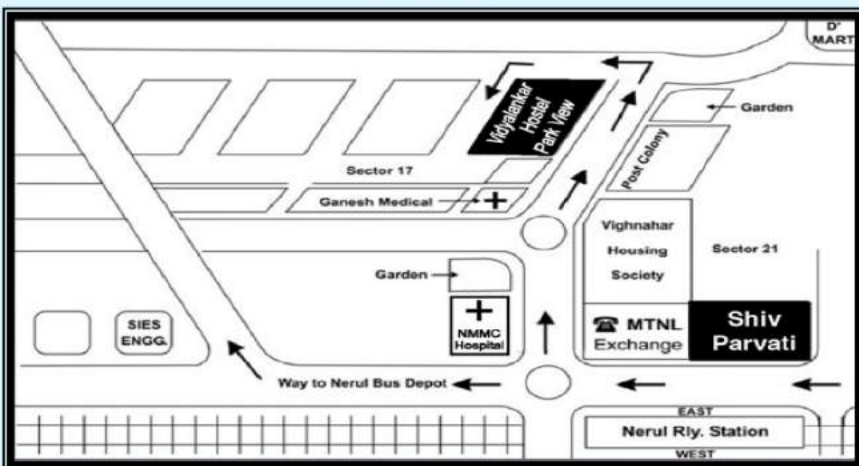 D'
MART
Vidyalankar
Hostel
Park View
Garden
Post Colony
Sector 17
Ganesh Medical
Vighnahar
Housing
Society
Sector 21
Garden
NMMC
Hospital
SIES
ENGG.
MTNL
Exchange
Shiv
Parvati
Way to Nerul Bus Depot
EAST
Nerul Rly. Station
WEST